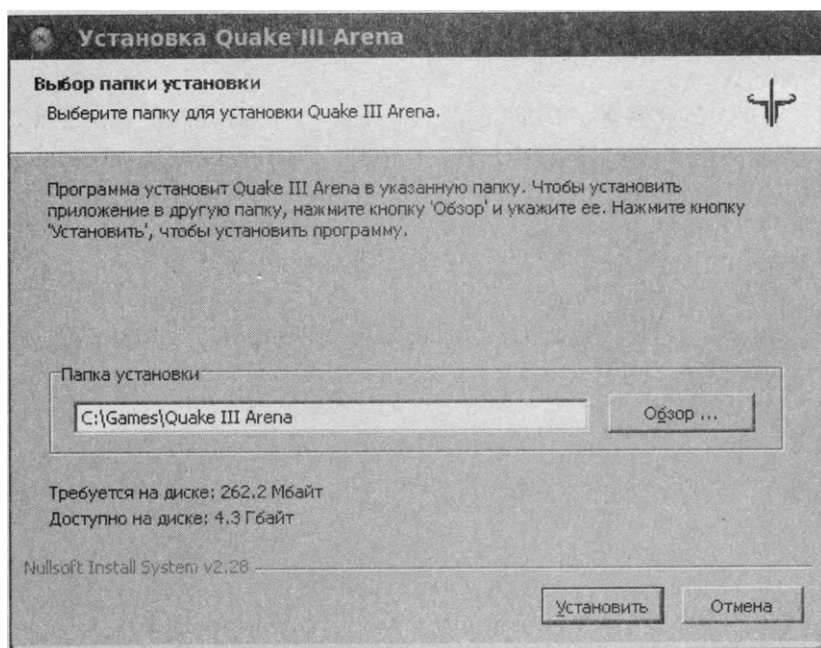 Установка Quake III Arena
Выбор папки установки
Выберите папку для установки Quake III Arena.
Программа установит Quake III Arena в указанную папку. Чтобы установить
приложение в другую папку, нажмите кнопку 'Обзор' и укажите ее. Нажмите кнопку
'Установить', чтобы установить программу.
Папка установки
C:\Games\Quake III Arena
Обзор ...
Требуется на диске: 262.2 Мбайт
Доступно на диске: 4.3 Гбайт
Nullsoft Install System v2.28
Установить
Отмена